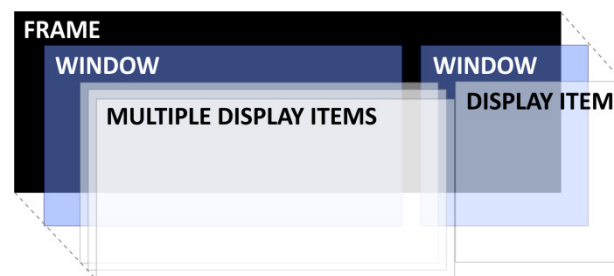 FRAME
WINDOW
WINDOW
MULTIPLE DISPLAY ITEMS
DISPLAY ITEM